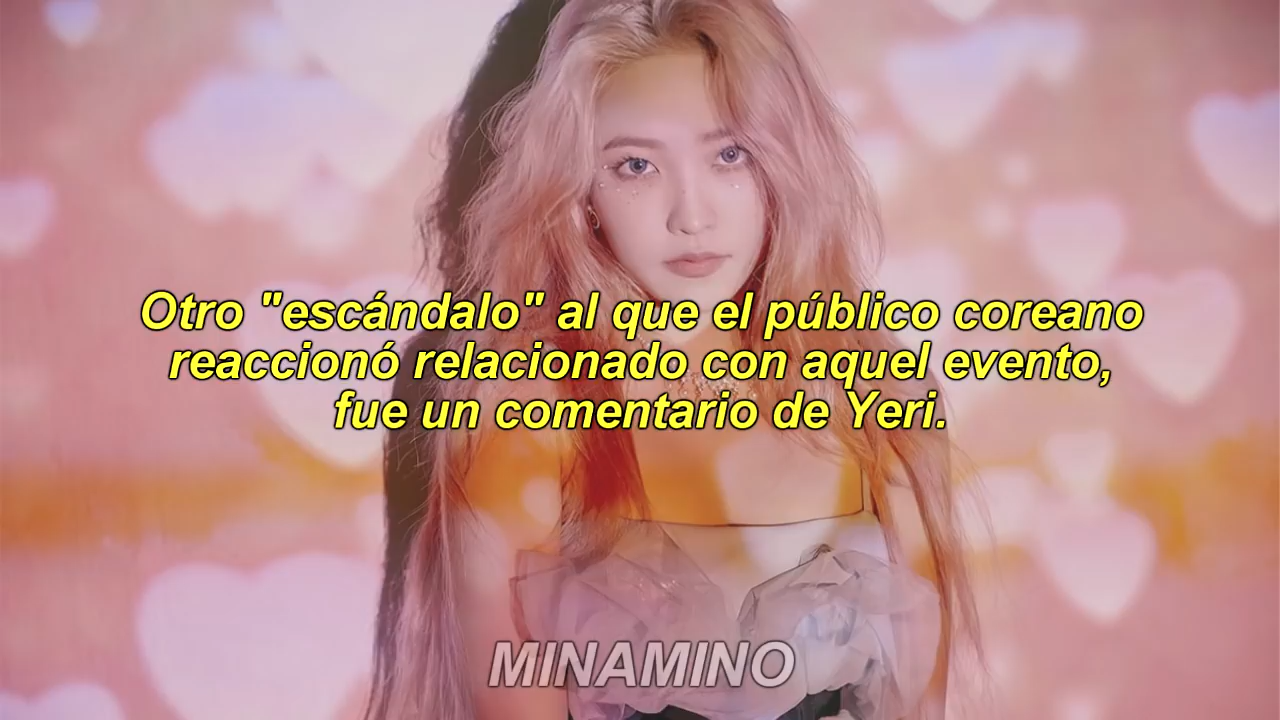 Otro "escándalo" al que el público coreano
reaccionó relacionado con aquel evento,
fue un comentario de Yeri.
MINAMINO